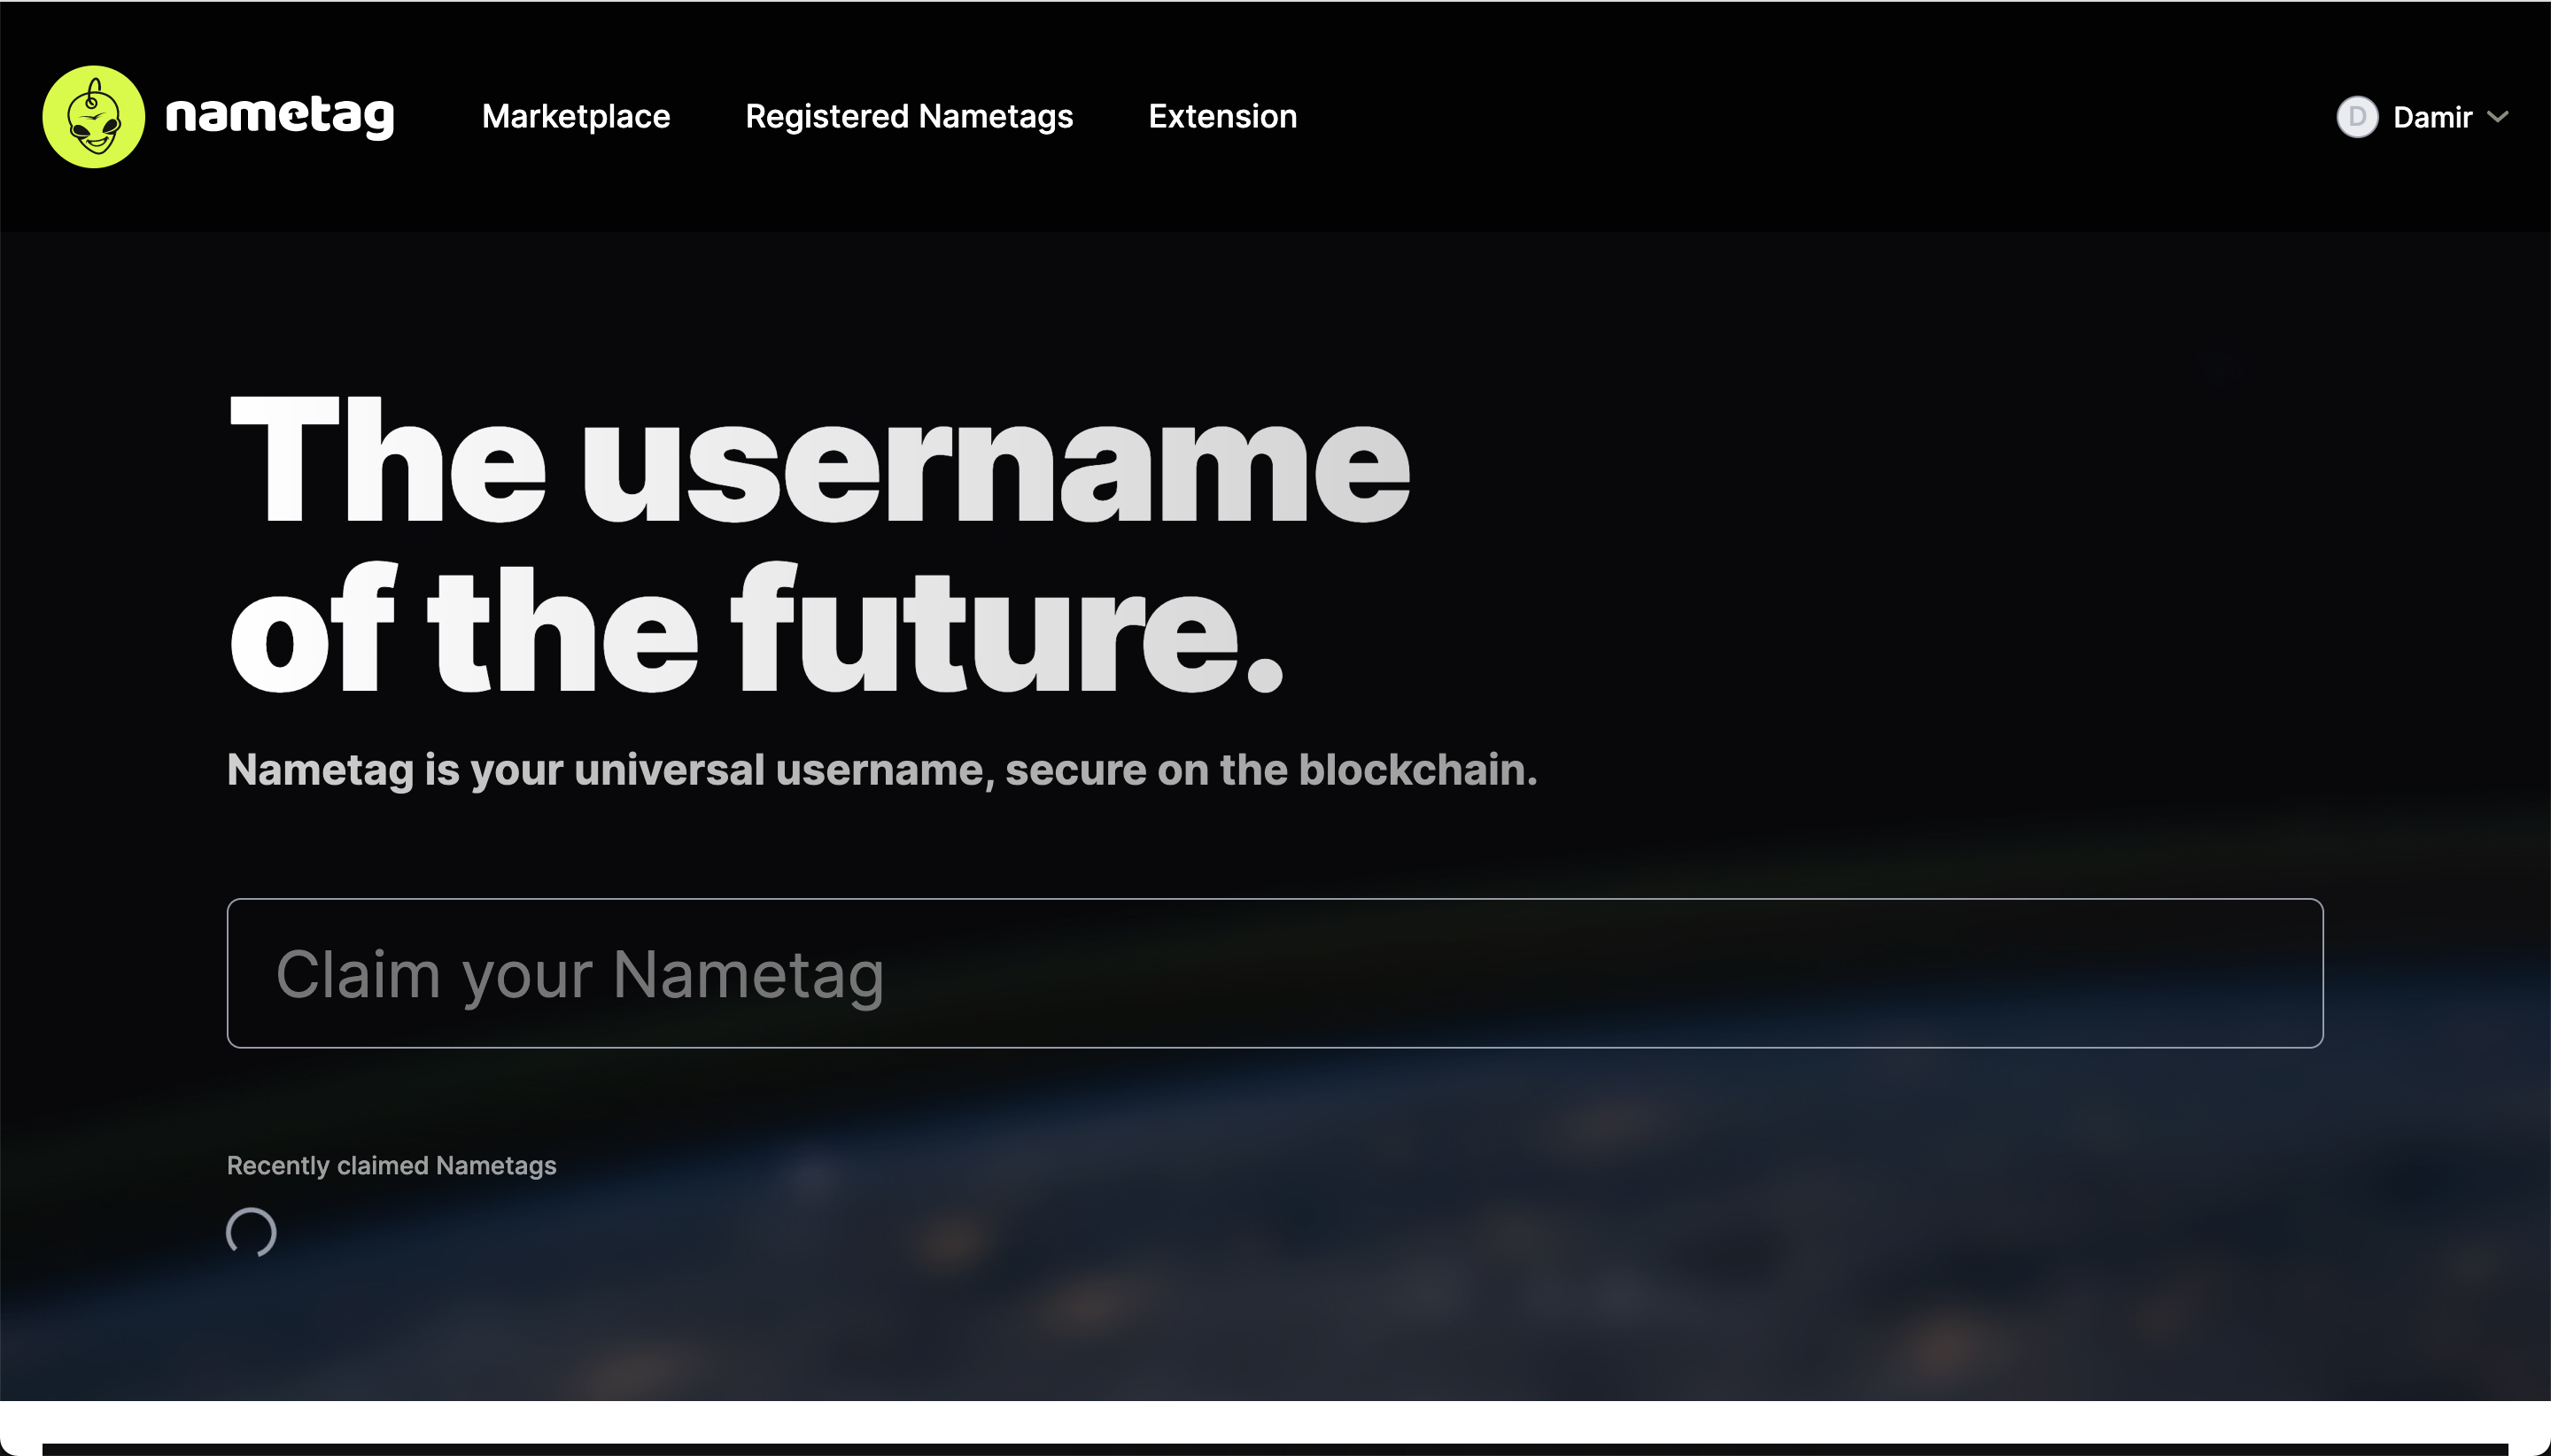 nametag
Marketplace
Registered Nametags
Extension
D
Damir
The username
of the future.
Nametag is your universal username, secure on the blockchain.
Claim your Nametag
Recently claimed Nametags